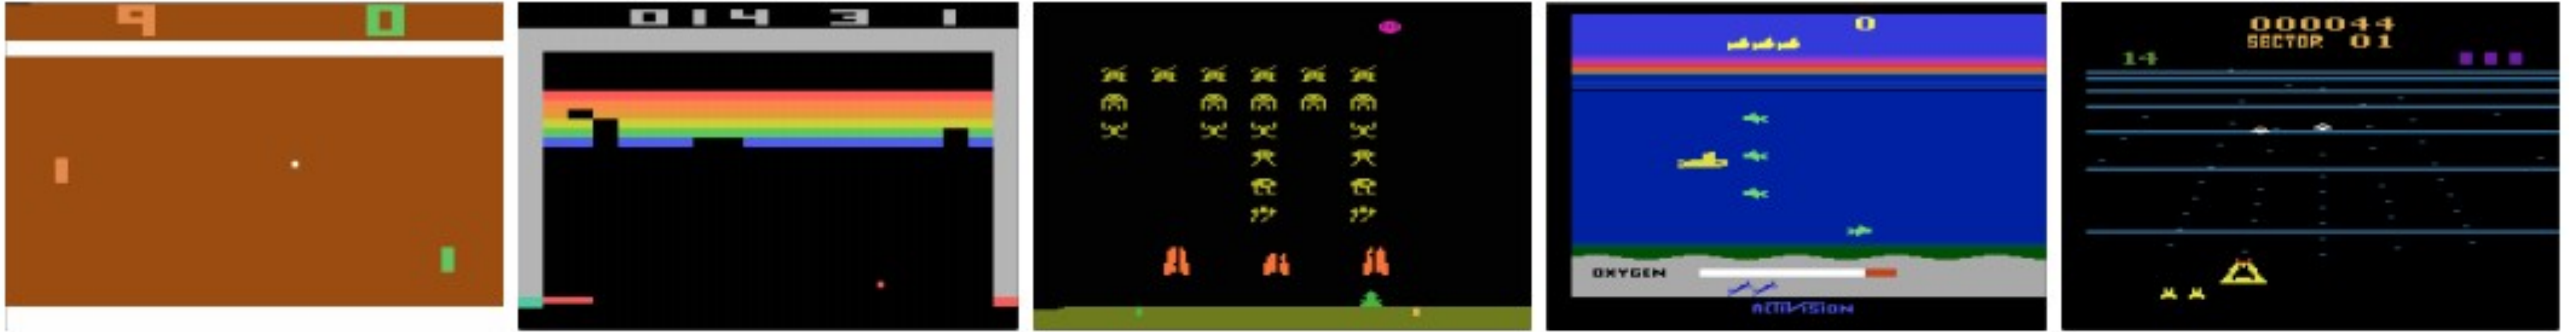 9 0
014 3 1
0
OXYGEN
ACTIVISION
000044
SECTOR 01
14